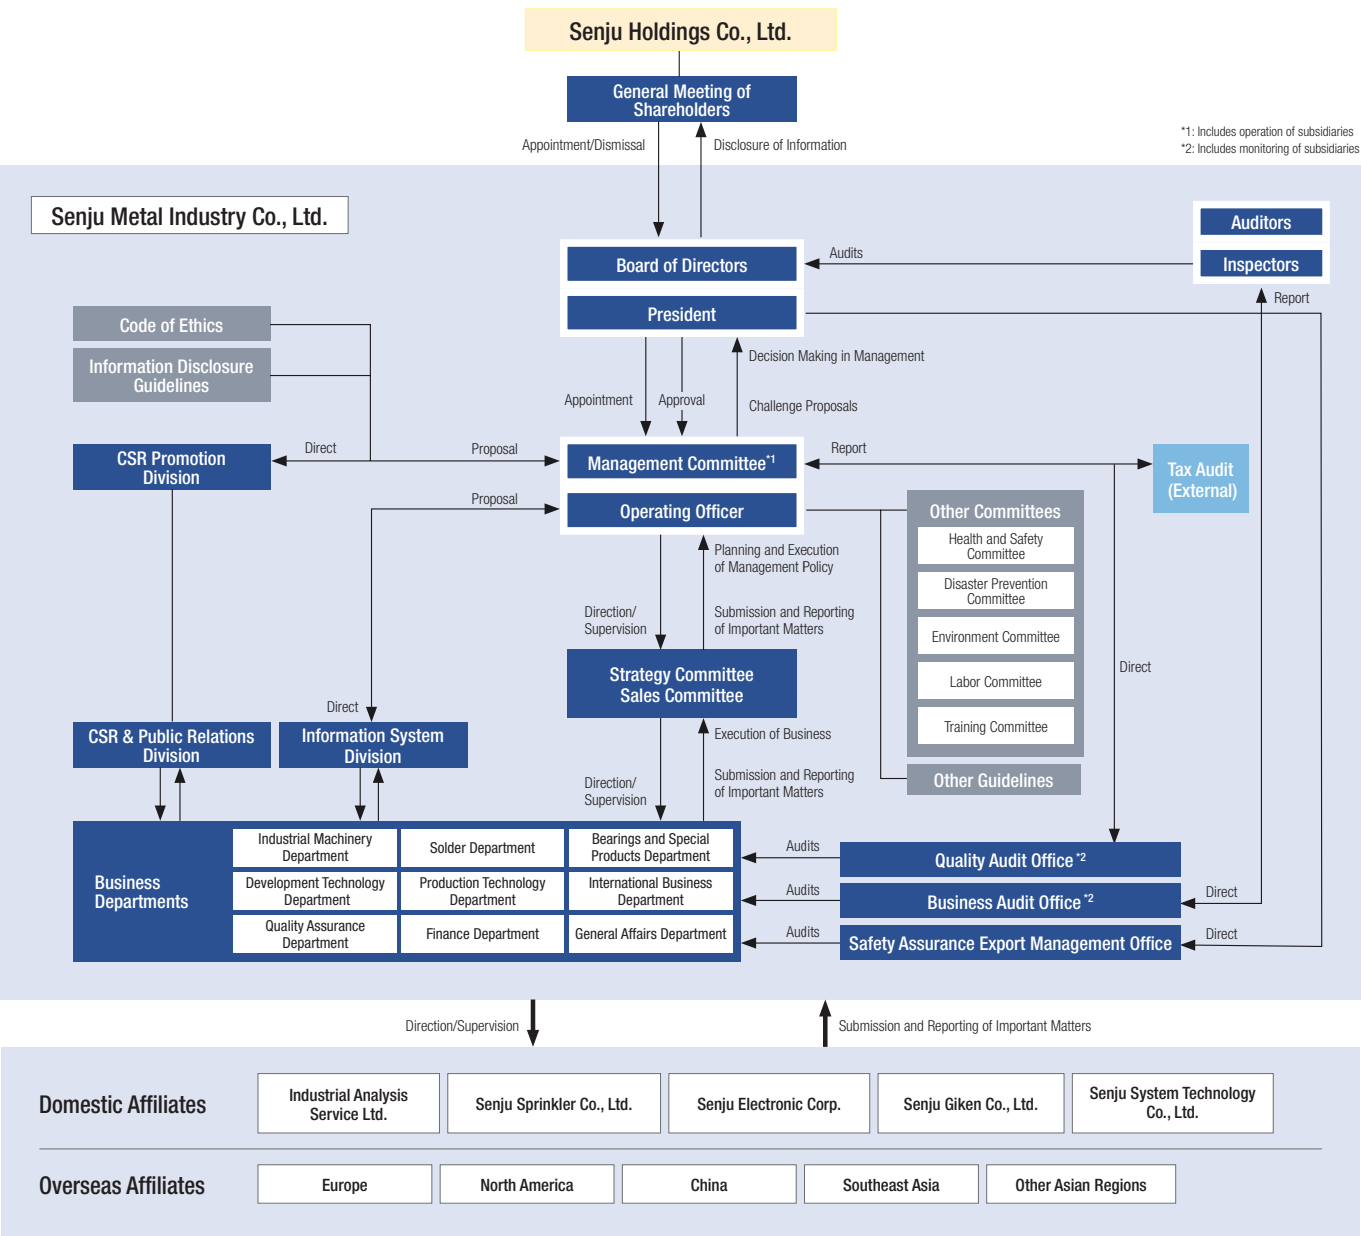 Senju Holdings Co., Ltd.
General Meeting of
Shareholders
Appointment/Dismissal
Disclosure of Information
*1: Includes operation of subsidiaries
*2: Includes monitoring of subsidiaries
Senju Metal Industry Co., Ltd.
Auditors
Inspectors
Audits
Report
Board of Directors
President
Code of Ethics
Information Disclosure
Guidelines
Appointment
Approval
Decision Making in Management
Challenge Proposals
CSR Promotion
Division
Direct
Proposal
Management Committee*1
Report
Tax Audit
(External)
Proposal
Operating Officer
Other Committees
Health and Safety
Committee
Disaster Prevention
Committee
Environment Committee
Labor Committee
Training Committee
Other Guidelines
Planning and Execution
of Management Policy
Direction/
Supervision
Submission and Reporting
of Important Matters
Direct
Strategy Committee
Sales Committee
Direct
CSR & Public Relations
Division
Information System
Division
Execution of Business
Direction/
Supervision
Submission and Reporting
of Important Matters
Business
Departments
Industrial Machinery
Department
Solder Department
Bearings and Special
Products Department
Development Technology
Department
Production Technology
Department
International Business
Department
Quality Assurance
Department
Finance Department
General Affairs Department
Audits
Quality Audit Office *2
Audits
Business Audit Office *2
Direct
Audits
Safety Assurance Export Management Office
Direct
Direction/Supervision
Submission and Reporting of Important Matters
Domestic Affiliates
Industrial Analysis
Service Ltd.
Senju Sprinkler Co., Ltd.
Senju Electronic Corp.
Senju Giken Co., Ltd.
Senju System Technology
Co., Ltd.
Overseas Affiliates
Europe
North America
China
Southeast Asia
Other Asian Regions